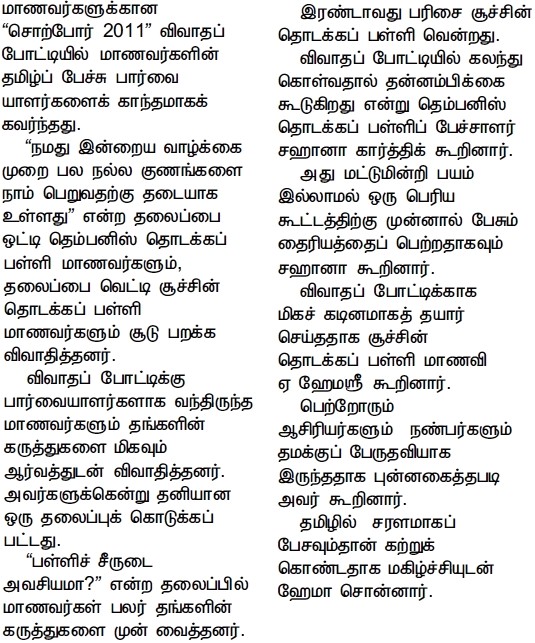 மாணவர்களுக்கான
“சொற்போர் 2011” விவாதப்
போட்டியில் மாணவர்களின்
தமிழ்ப் பேச்சு பார்வை
யாளர்களைக் காந்தமாகக்
கவர்ந்தது.
“நமது இன்றைய வாழ்க்கை
முறை பல நல்ல குணங்களை
நாம் பெறுவதற்கு தடையாக
உள்ளது” என்ற தலைப்பை
ஒட்டி தெம்பனிஸ் தொடக்கப்
பள்ளி மாணவர்களும்,
தலைப்பை வெட்டி சூச்சின்
தொடக்கப் பள்ளி
மாணவர்களும் சூடு பறக்க
விவாதித்தனர்.
விவாதப் போட்டிக்கு
பார்வையாளர்களாக வந்திருந்த
மாணவர்களும் தங்களின்
கருத்துகளை மிகவும்
ஆர்வத்துடன் விவாதித்தனர்.
அவர்களுக்கென்று தனியான
ஒரு தலைப்புக் கொடுக்கப்
பட்டது.
“பள்ளிச் சீருடை
அவசியமா?” என்ற தலைப்பில்
மாணவர்கள் பலர் தங்களின்
கருத்துகளை முன் வைத்தனர்.
இரண்டாவது பரிசை சூச்சின்
தொடக்கப் பள்ளி வென்றது.
விவாதப் போட்டியில் கலந்து
கொள்வதால் தன்னம்பிக்கை
கூடுகிறது என்று தெம்பனிஸ்
தொடக்கப் பள்ளிப் பேச்சாளர்
சஹானா கார்த்திக் கூறினார்.
அது மட்டுமின்றி பயம்
இல்லாமல் ஒரு பெரிய
கூட்டத்திற்கு முன்னால் பேசும்
தைரியத்தைப் பெற்றதாகவும்
சஹானா கூறினார்.
விவாதப் போட்டிக்காக
மிகச் கடினமாகத் தயார்
செய்ததாக சூச்சின்
தொடக்கப் பள்ளி மாணவி
ஏ ஹேமஸ்ரீ கூறினார்.
பெற்றோரும்
ஆசிரியர்களும் நண்பர்களும்
தமக்குப் பேருதவியாக
இருந்ததாக புன்னகைத்தபடி
அவர் கூறினார்.
தமிழில் சரளமாகப்
பேசவும்தான் கற்றுக்
கொண்டதாக மகிழ்ச்சியுடன்
ஹேமா சொன்னார்.